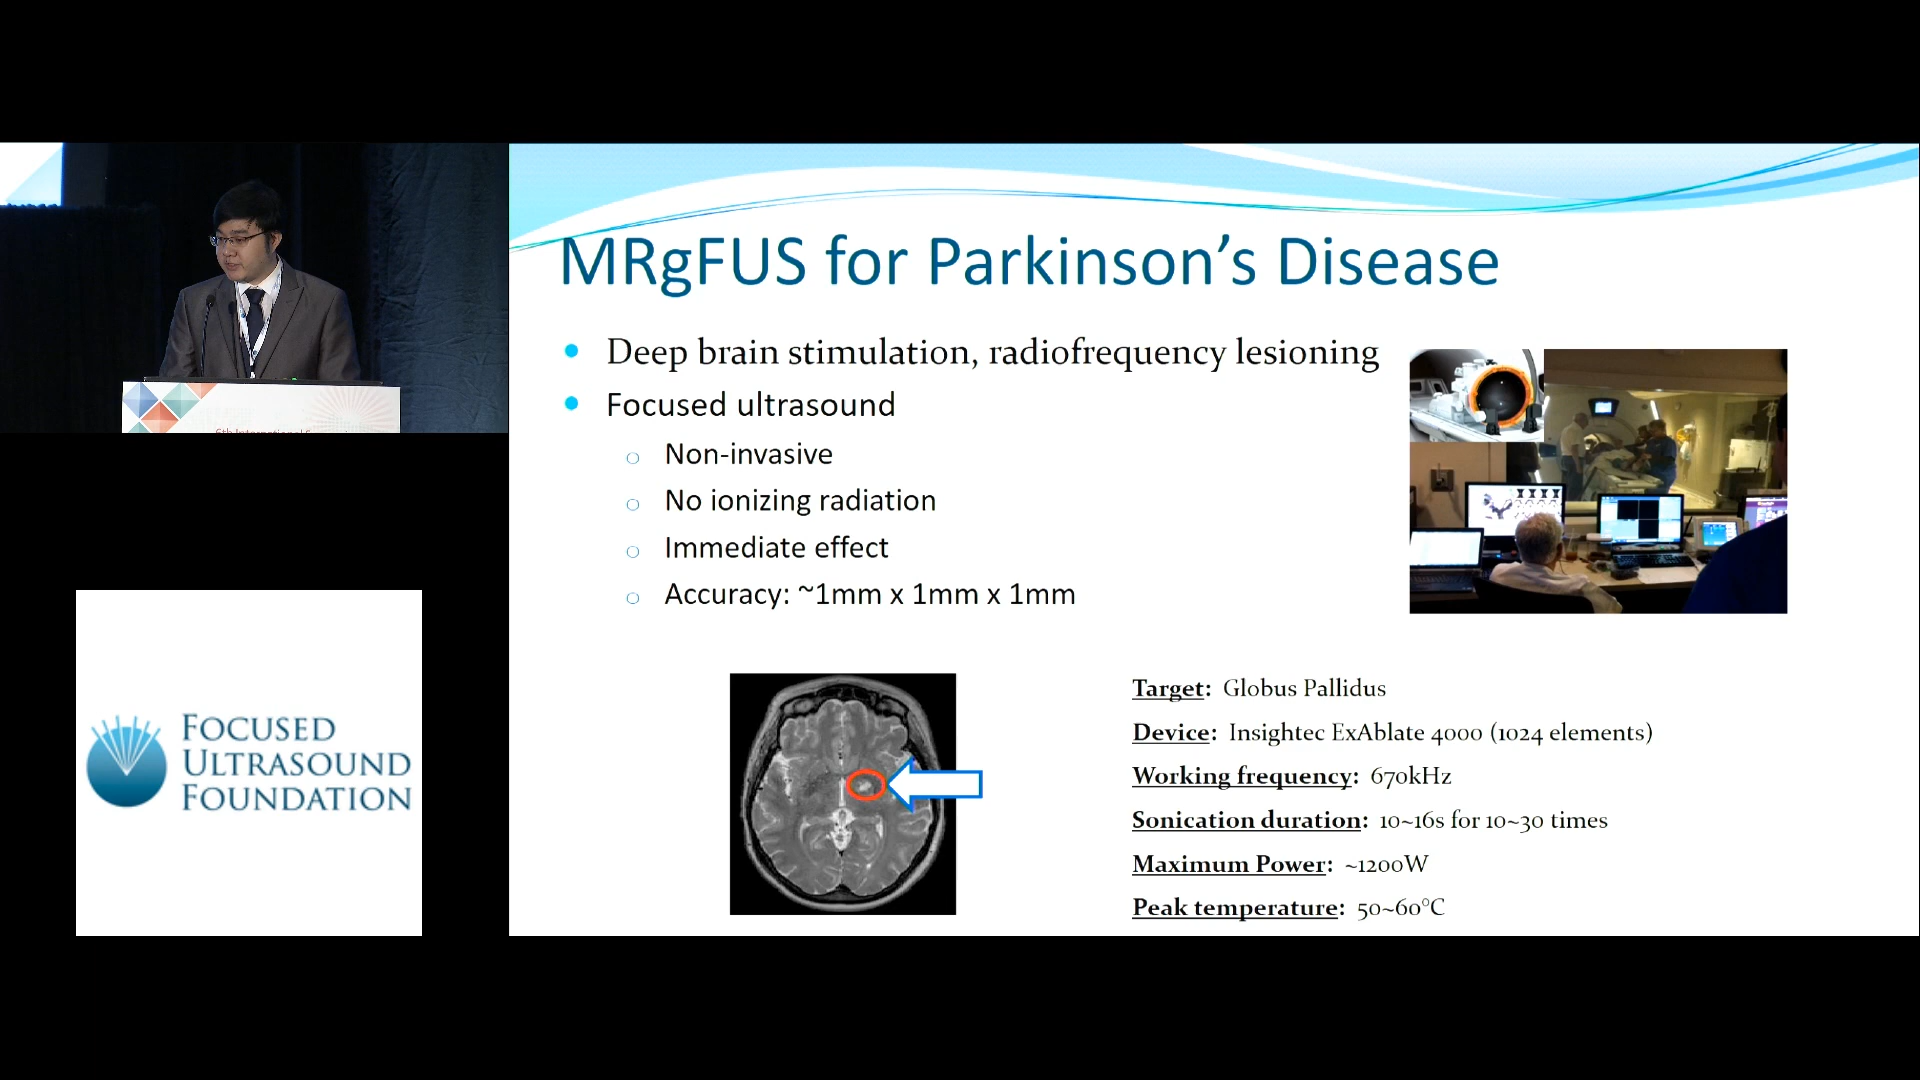 MRgFUS for Parkinson's Disease
• Deep brain stimulation, radiofrequency lesioning
• Focused ultrasound
○ Non-invasive
○ No ionizing radiation
○ Immediate effect
○ Accuracy: ~1mm x 1mm x 1mm
Target: Globus Pallidus
Device: Insightec ExAblate 4000 (1024 elements)
Working frequency: 670kHz
Sonication duration: 10~16s for 10~30 times
Maximum Power: ~1200W
Peak temperature: 50~60°C
FOCUSED
ULTRASOUND
FOUNDATION